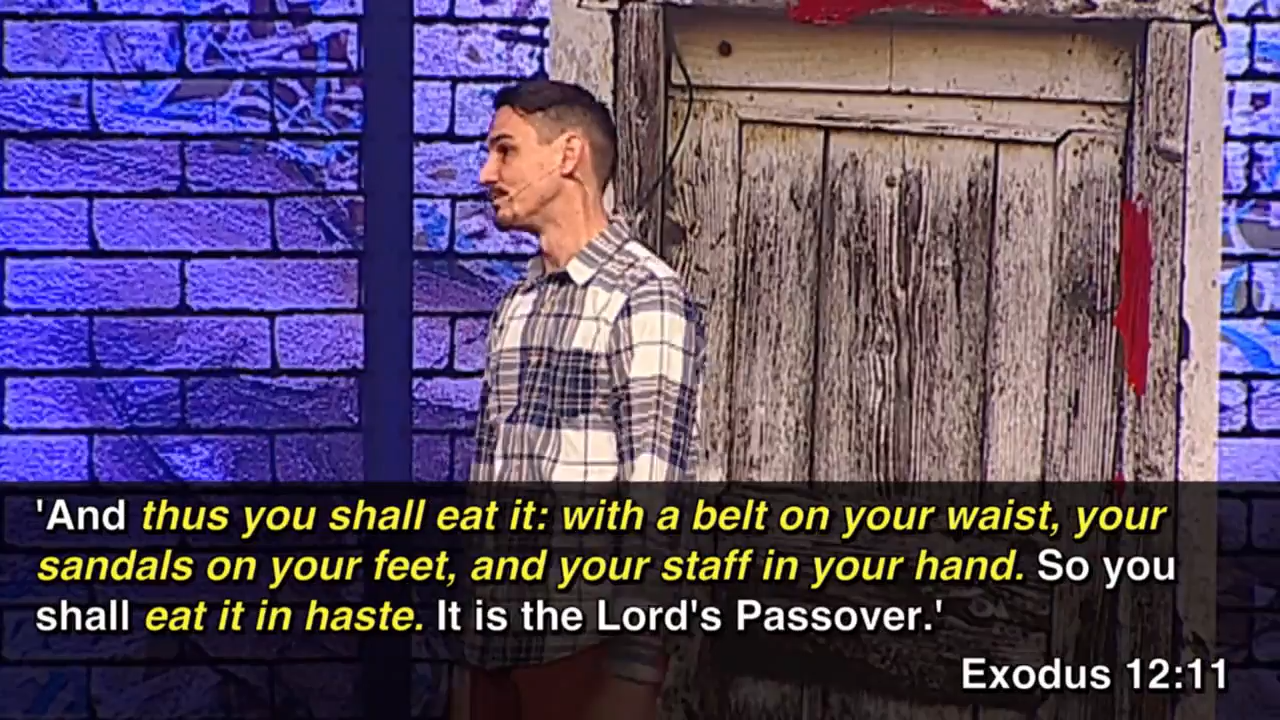 'And thus you shall eat it: with a belt on your waist, your
sandals on your feet, and your staff in your hand. So you
shall eat it in haste. It is the Lord's Passover.'
Exodus 12:11